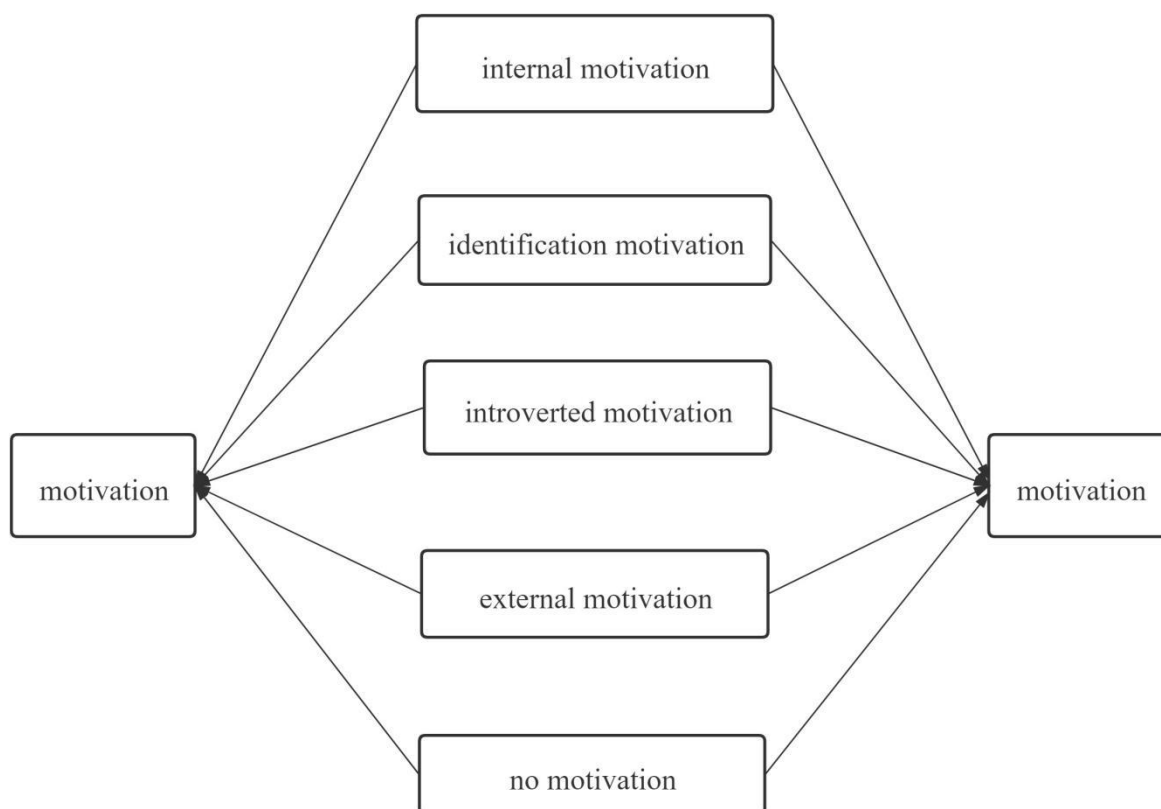 internal motivation
identification motivation
introverted motivation
motivation
motivation
external motivation
no motivation